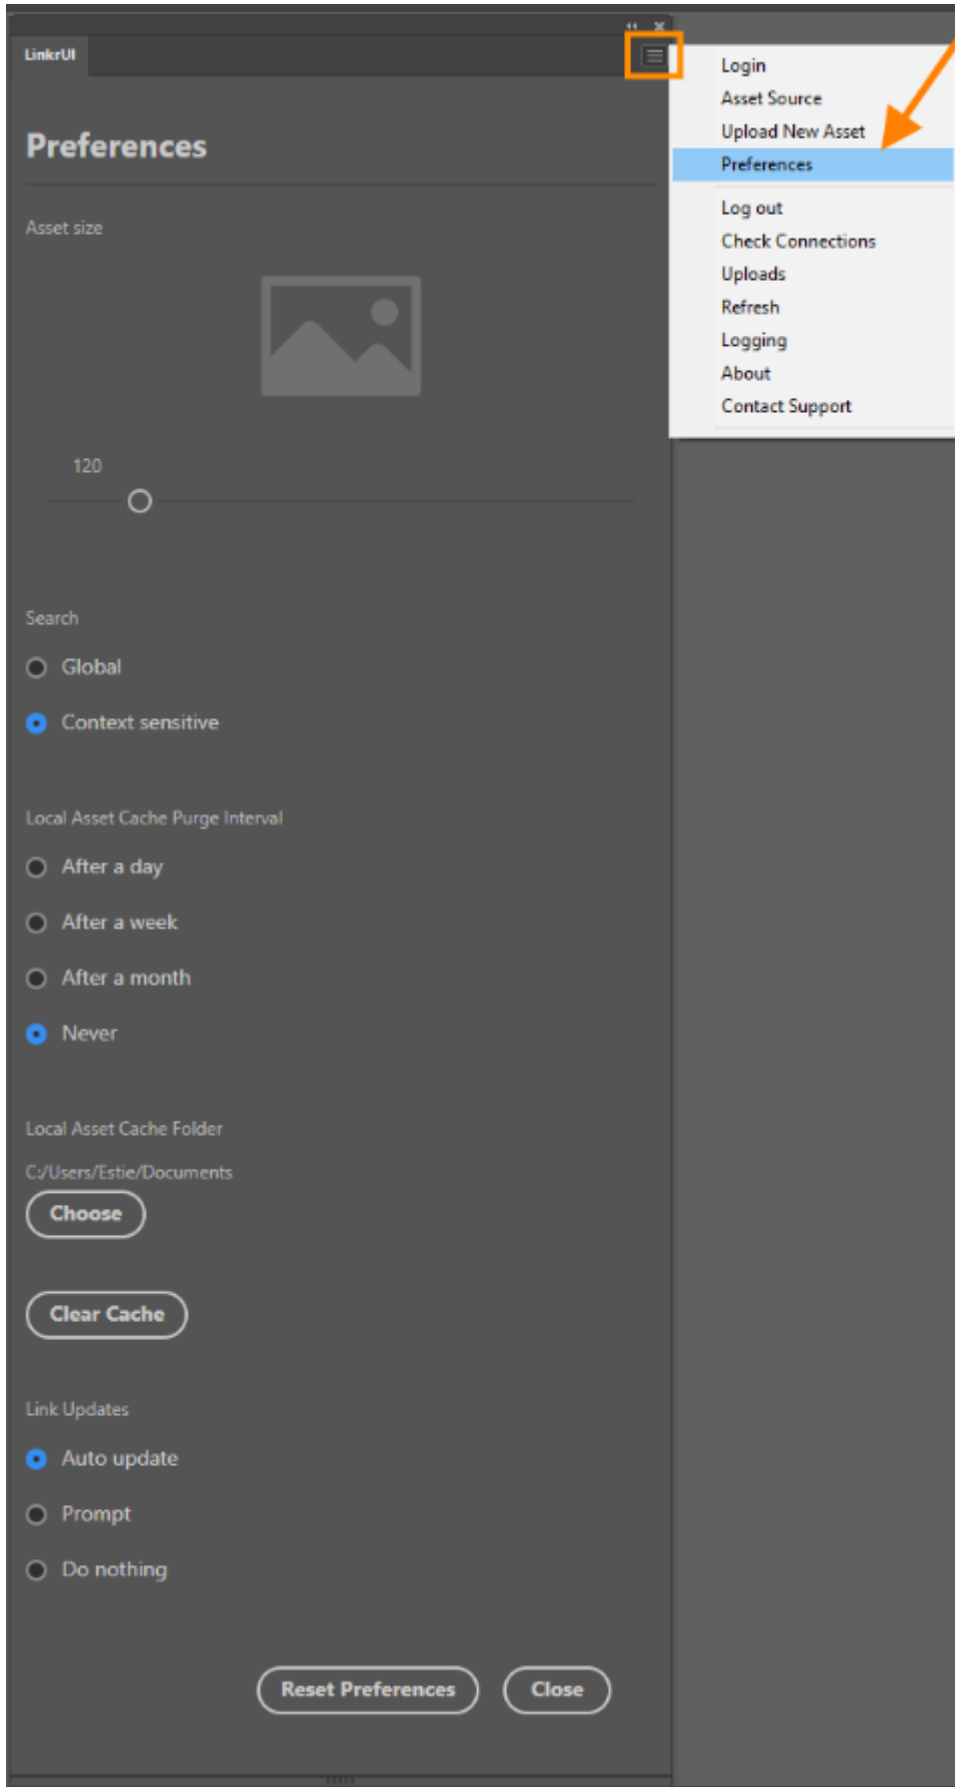 LinkrUI
Preferences
Asset size
120
Search
Global
Context sensitive
Local Asset Cache Purge Interval
After a day
After a week
After a month
Never
Local Asset Cache Folder
C:/Users/Estie/Documents
Choose
Clear Cache
Link Updates
Auto update
Prompt
Do nothing
Reset Preferences
Close
Login
Asset Source
Upload New Asset
Preferences
Log out
Check Connections
Uploads
Refresh
Logging
About
Contact Support